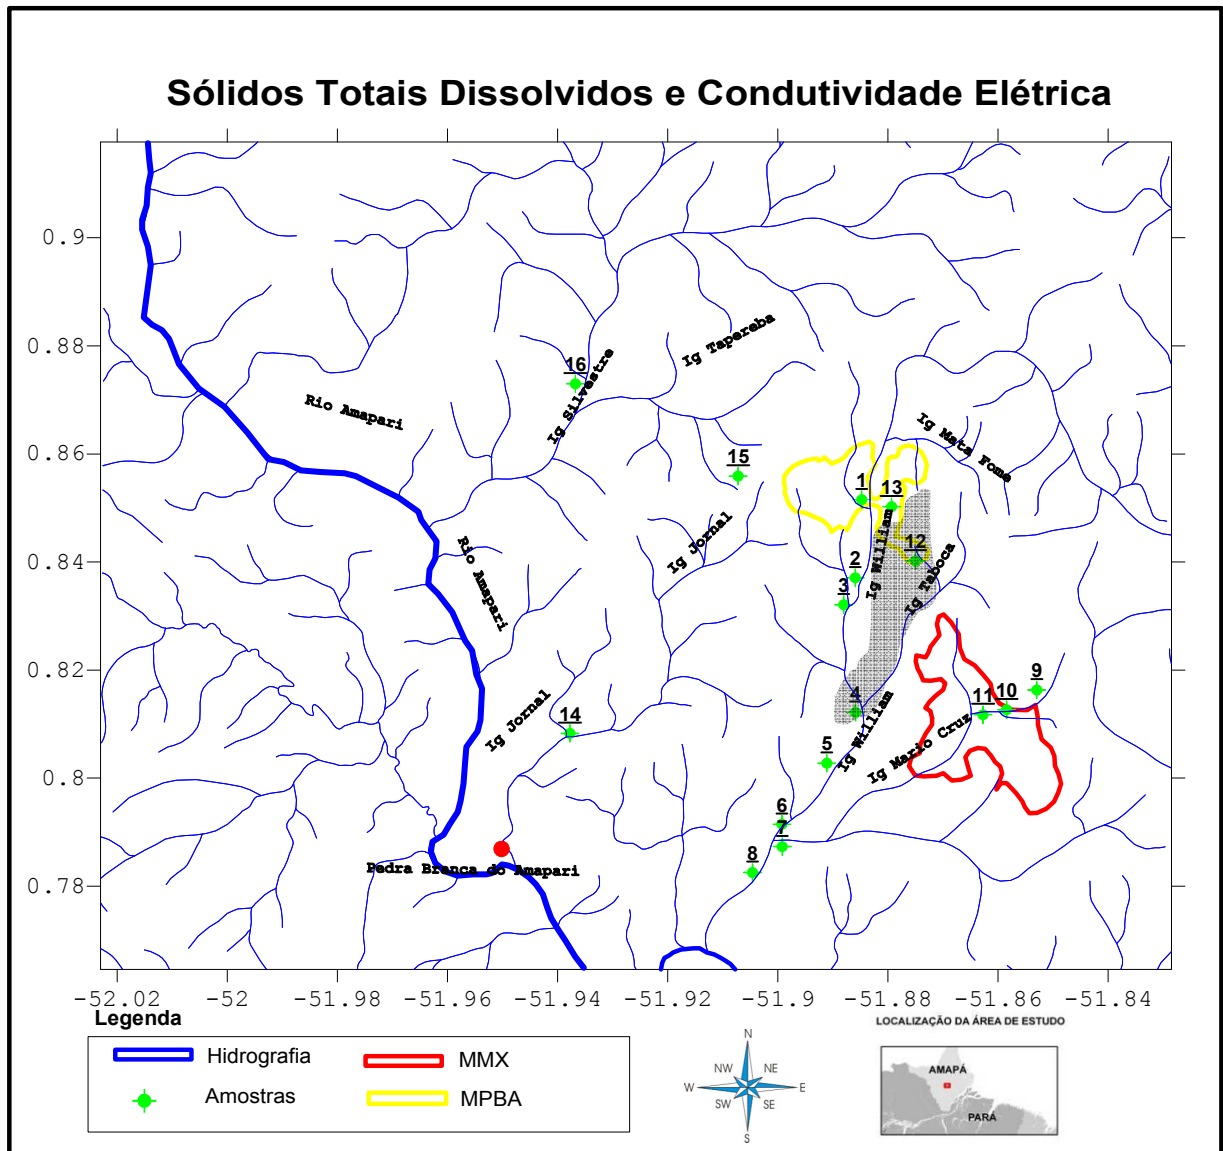 Sólidos Totais Dissolvidos e Condutividade Elétrica
0.9
0.88
0.86
0.84
0.82
0.8
0.78
Ig Tapereba
16
Ig Silvestre
Rio Amapari
Ig Mata Fome
15
1
13
Ig Jornal
Ig William
12
Rio Amapari
2
Ig Taboca
3
9
4
11
10
Ig Jornal
14
Ig William
Ig Mario Cruz
5
6
7
8
Pedra Branca do Amapari
-52.02
-52
-51.98
-51.96
-51.94
-51.92
-51.9
-51.88
-51.86
-51.84
Legenda
Hidrografia
MMX
Amostras
MPBA
N
NW
NE
W
E
SW
SE
S
LOCALIZAÇÃO DA ÁREA DE ESTUDO
AMAPÁ
PARÁ